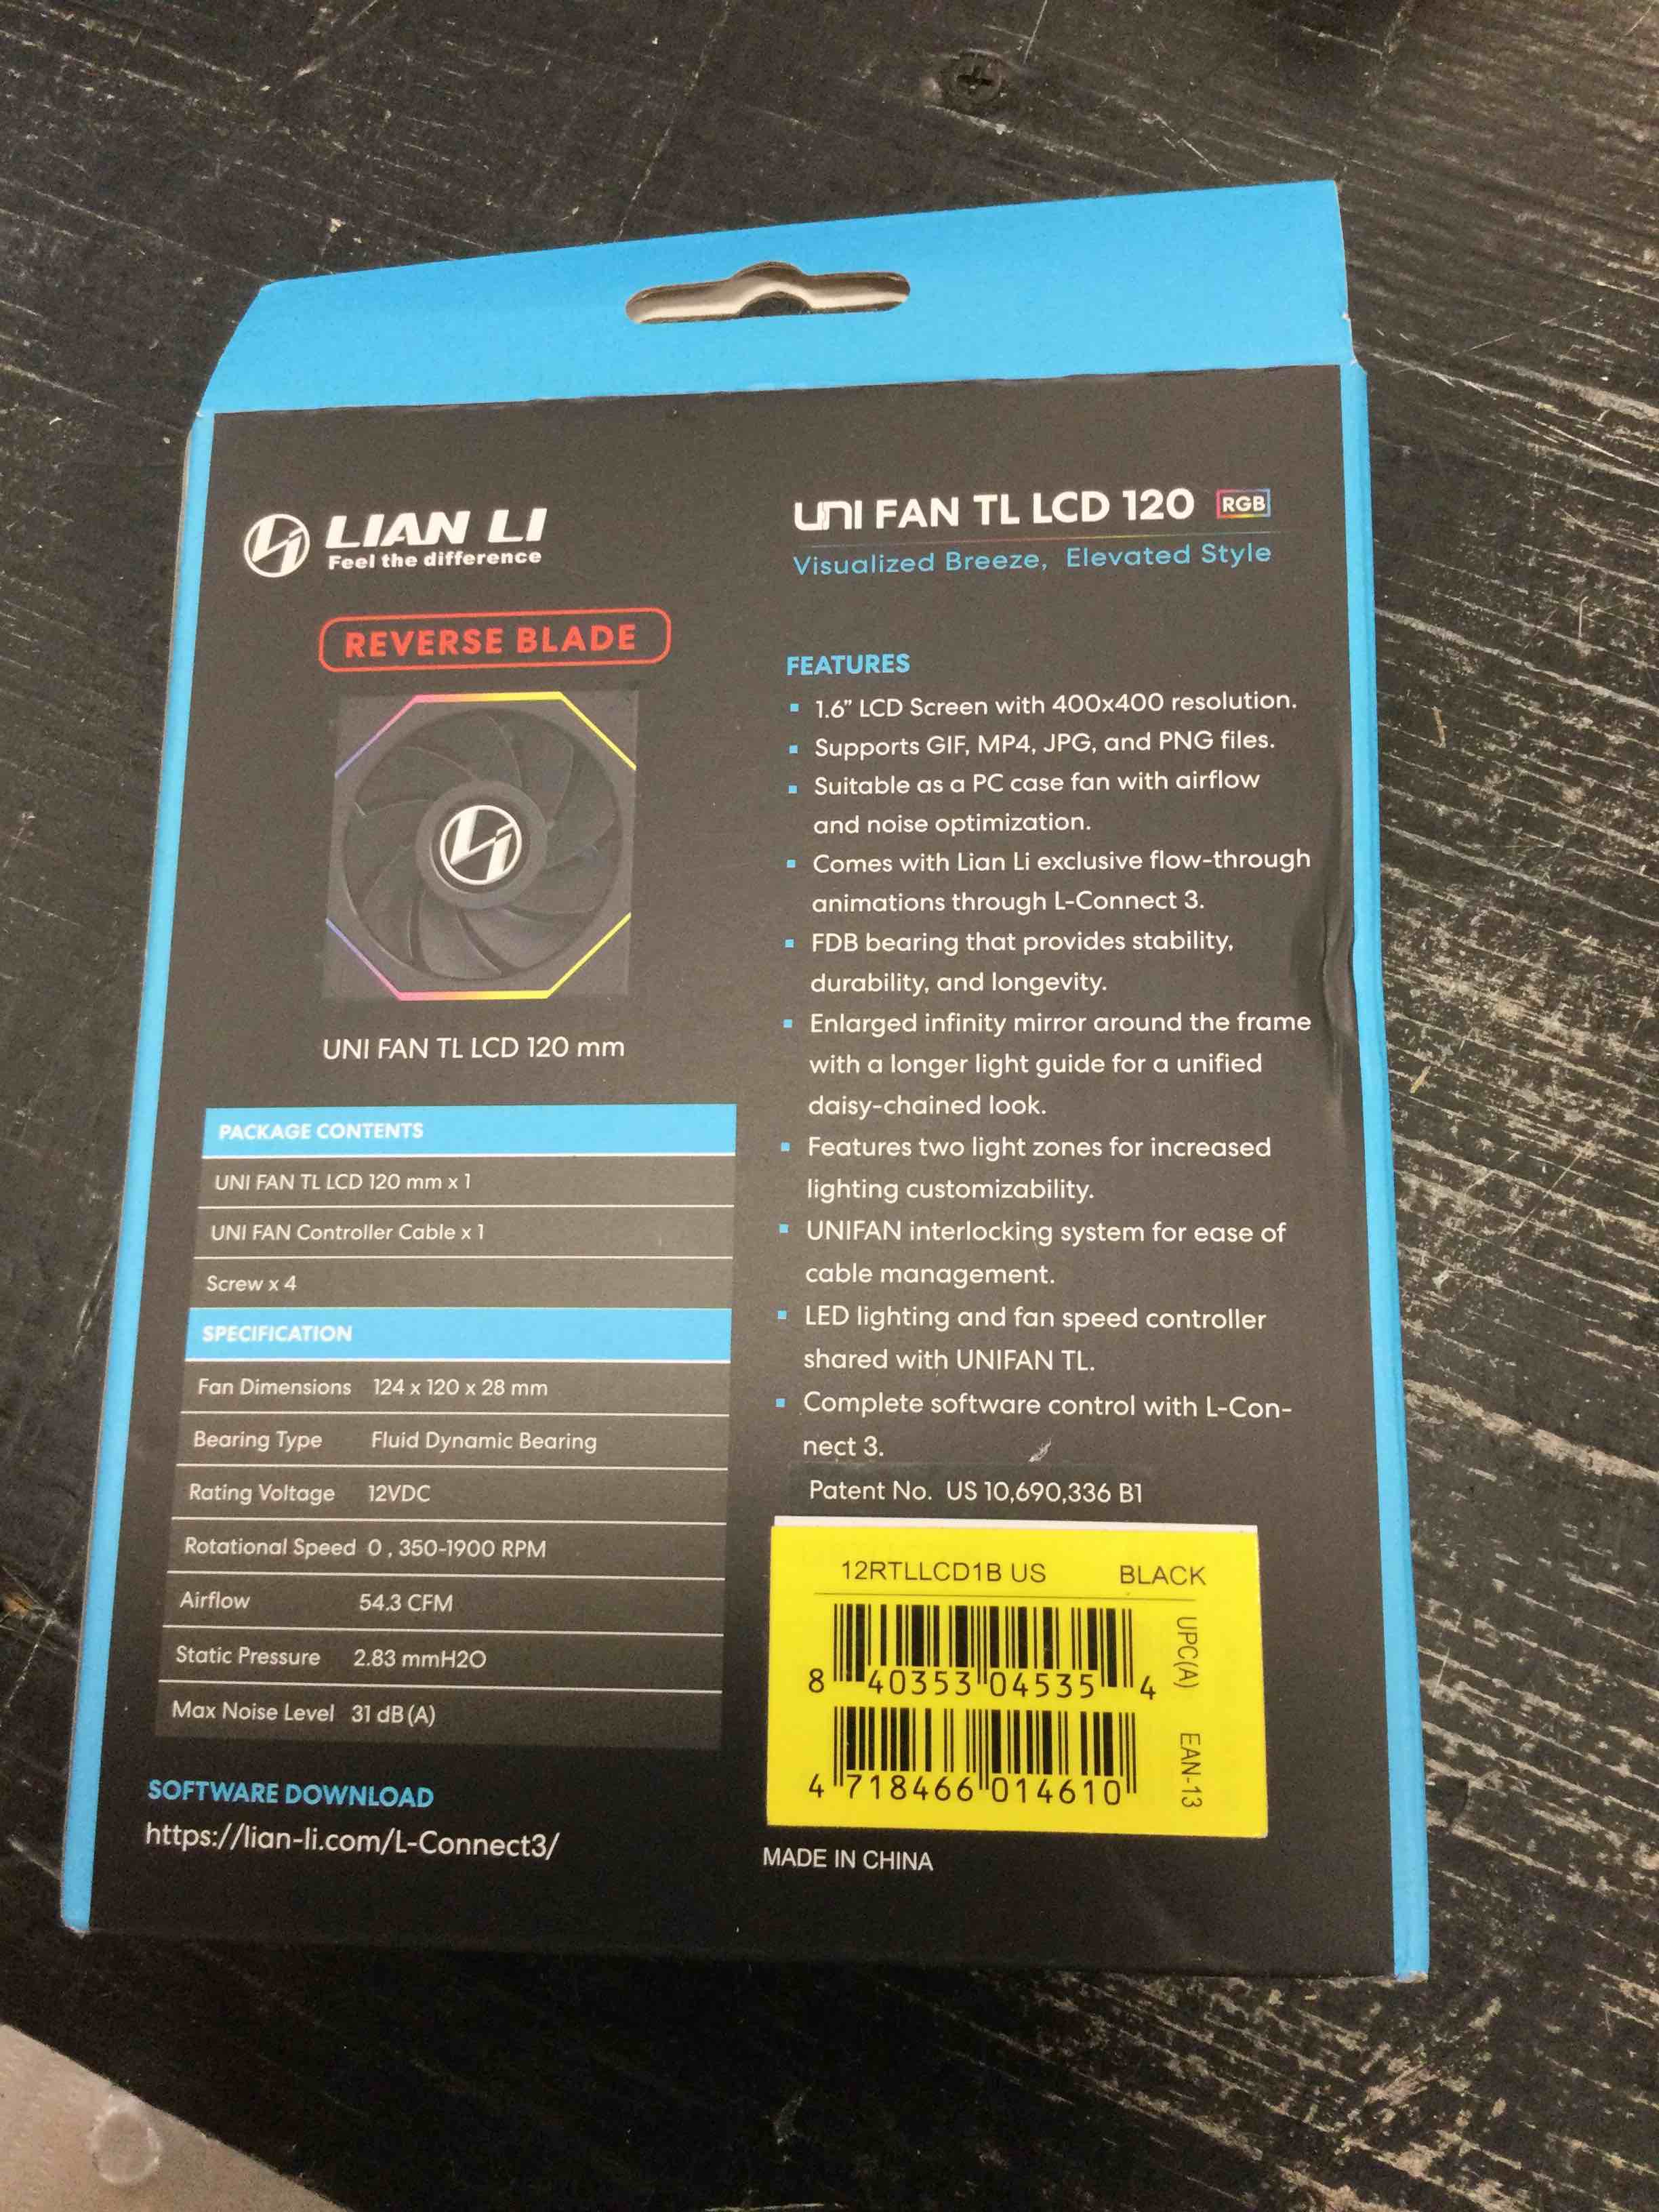 LIAN LI
Feel the difference
REVERSE BLADE
UNI FAN TL LCD 120 mm
PACKAGE CONTENTS
UNI FAN TL LCD 120 mm x 1
UNI FAN Controller Cable x 1
Screw x 4
SPECIFICATION
Fan Dimensions 124 x 120 x 28 mm
Bearing Type Fluid Dynamic Bearing
Rating Voltage 12VDC
Rotational Speed 0 , 350-1900 RPM
Airflow 54.3 CFM
Static Pressure 2.83 mmH2O
Max Noise Level 31 dB(A)
SOFTWARE DOWNLOAD
https://lian-li.com/L-Connect3/
UNI FAN TL LCD 120 RGB
Visualized Breeze, Elevated Style
FEATURES
▪ 1.6” LCD Screen with 400x400 resolution.
▪ Supports GIF, MP4, JPG, and PNG files.
▪ Suitable as a PC case fan with airflow
and noise optimization.
▪ Comes with Lian Li exclusive flow-through
animations through L-Connect 3.
▪ FDB bearing that provides stability,
durability, and longevity.
▪ Enlarged infinity mirror around the frame
with a longer light guide for a unified
daisy-chained look.
▪ Features two light zones for increased
lighting customizability.
▪ UNIFAN interlocking system for ease of
cable management.
▪ LED lighting and fan speed controller
shared with UNIFAN TL.
▪ Complete software control with L-Con-
nect 3.
Patent No. US 10,690,336 B1
12RTLLCD1B US BLACK
8 40353 04535 4
UPC(A)
4 718466 014610
EAN-13
MADE IN CHINA